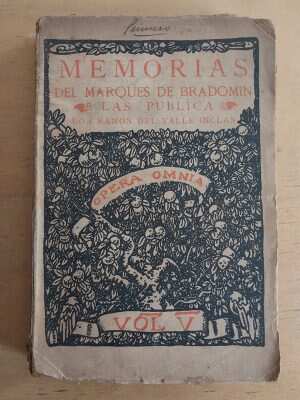 MEMORIAS
DEL MARQUES DE BRADOMIN
LAS PUBLICA
DON RAMON DEL VALLE INCLAN
OPERA OMNIA
VOL V